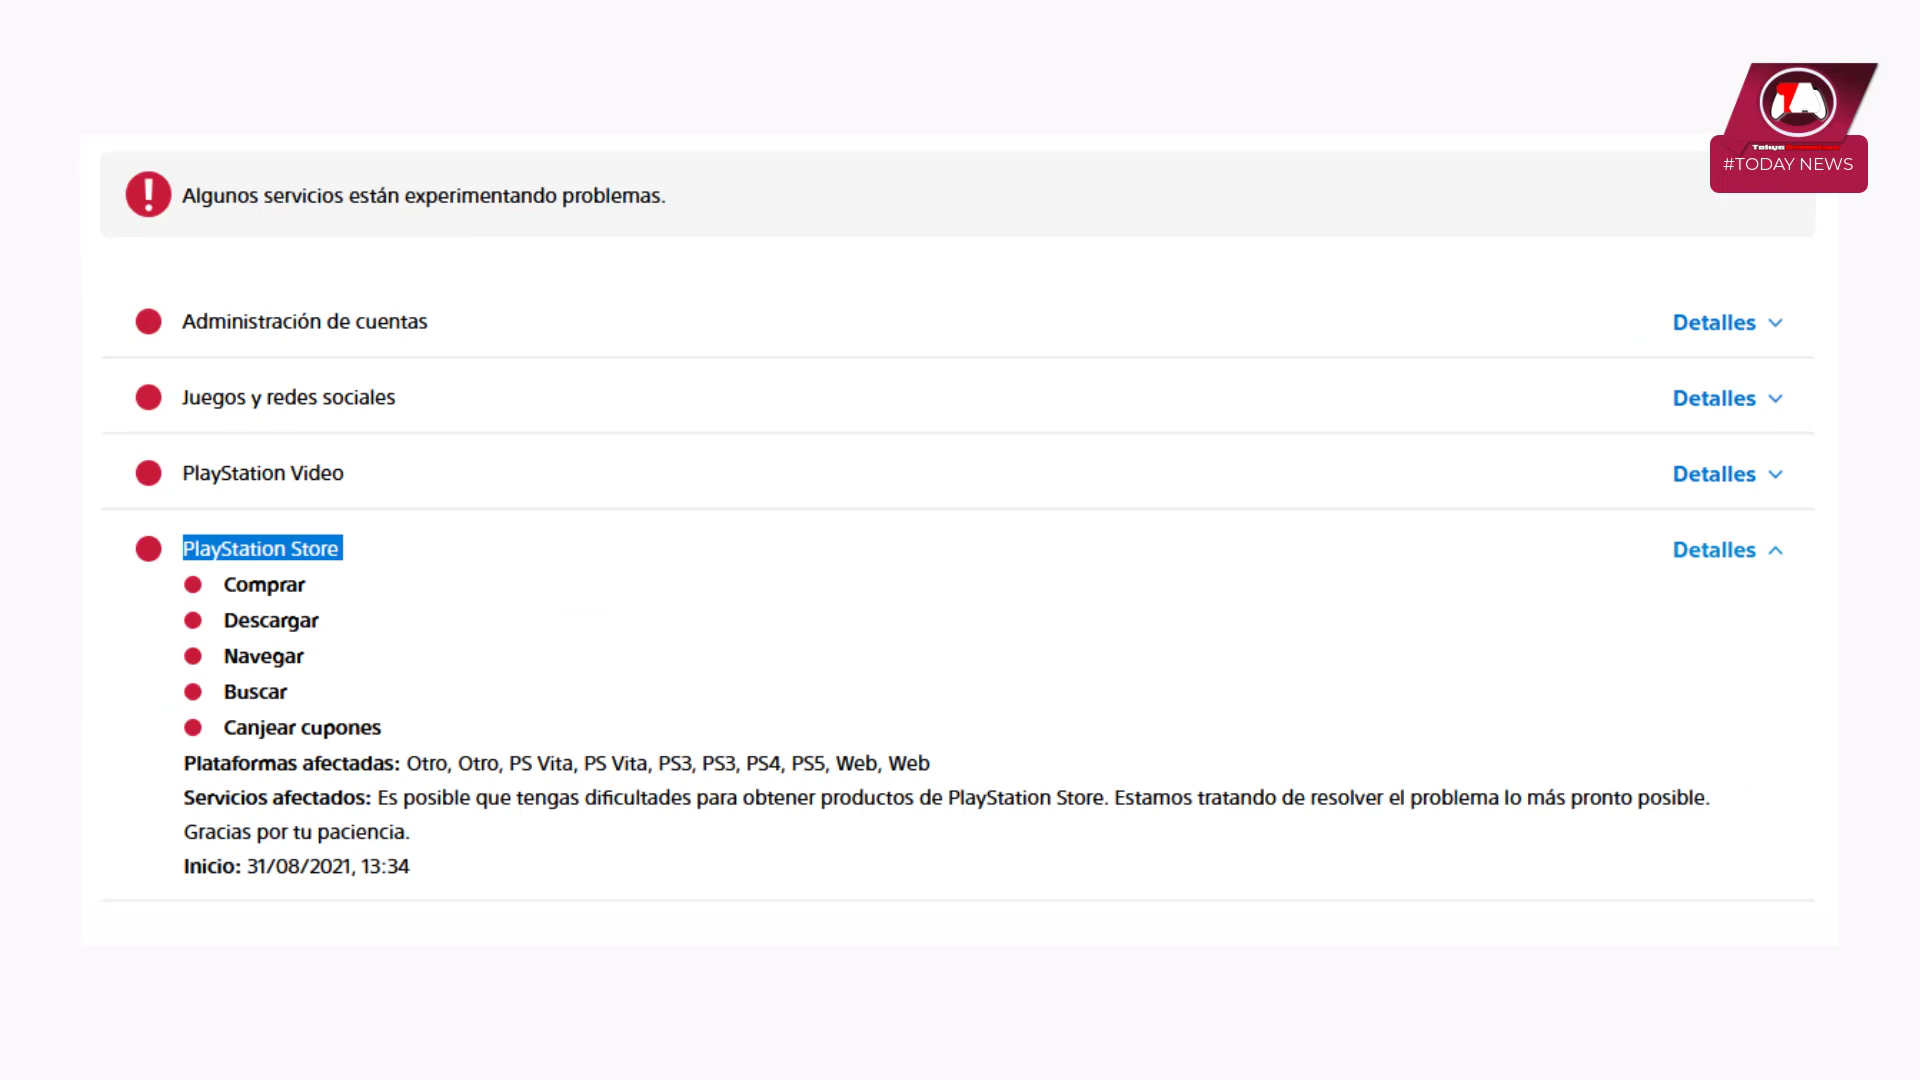 #TODAY NEWS
Algunos servicios están experimentando problemas.
Administración de cuentas Detalles
Juegos y redes sociales Detalles
PlayStation Video Detalles
PlayStation Store Detalles
Comprar
Descargar
Navegar
Buscar
Canjear cupones
Plataformas afectadas: Otro, Otro, PS Vita, PS Vita, PS3, PS3, PS4, PS5, Web, Web
Servicios afectados: Es posible que tengas dificultades para obtener productos de PlayStation Store. Estamos tratando de resolver el problema lo más pronto posible.
Gracias por tu paciencia.
Inicio: 31/08/2021, 13:34